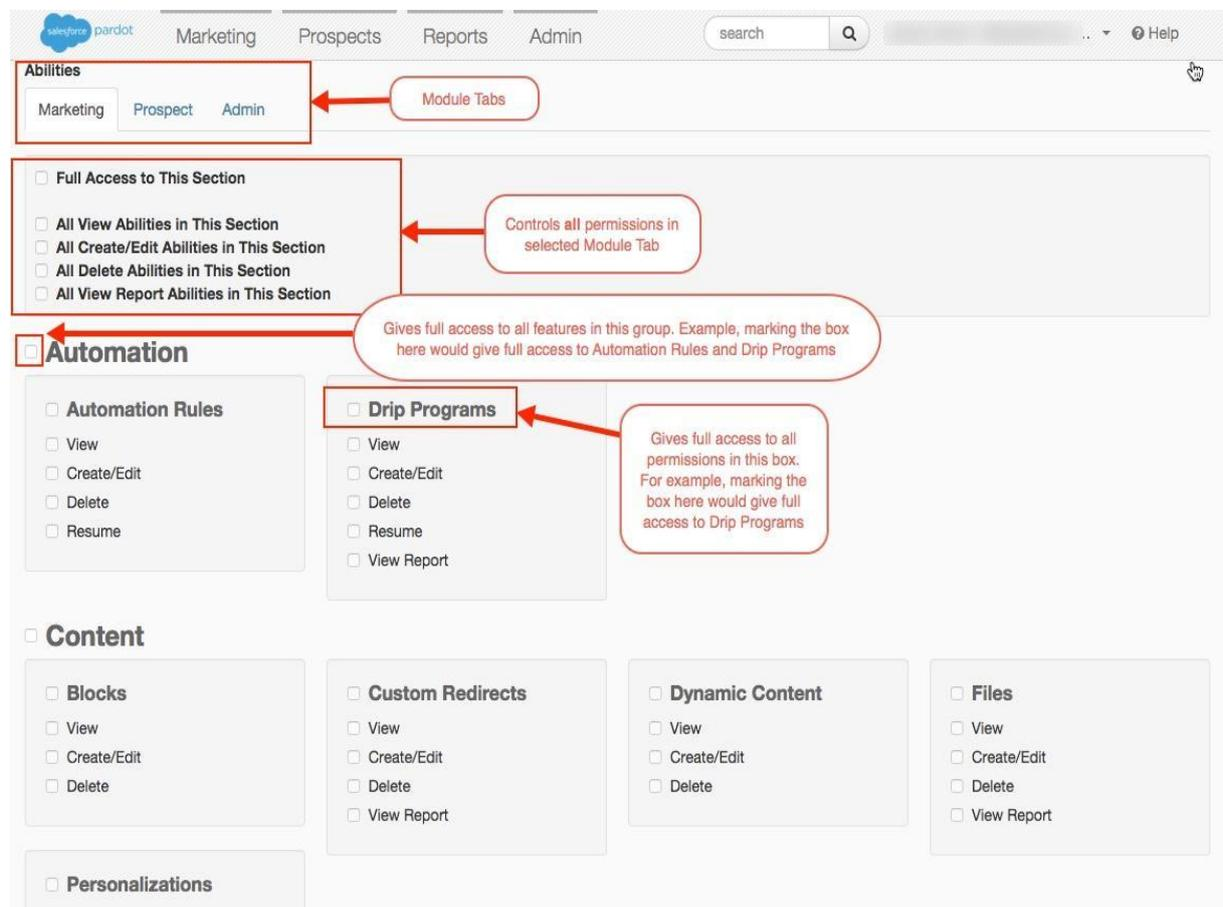 salesforce pardot Marketing Prospects Reports Admin search .. Help
Abilities
Marketing Prospect Admin
Module Tabs
Full Access to This Section
All View Abilities in This Section
All Create/Edit Abilities in This Section
All Delete Abilities in This Section
All View Report Abilities in This Section
Controls all permissions in
selected Module Tab
Gives full access to all features in this group. Example, marking the box
here would give full access to Automation Rules and Drip Programs
Automation
Automation Rules
View
Create/Edit
Delete
Resume
Drip Programs
View
Create/Edit
Delete
Resume
View Report
Gives full access to all
permissions in this box.
For example, marking the
box here would give full
access to Drip Programs
Content
Blocks
View
Create/Edit
Delete
Custom Redirects
View
Create/Edit
Delete
View Report
Dynamic Content
View
Create/Edit
Delete
Files
View
Create/Edit
Delete
View Report
Personalizations